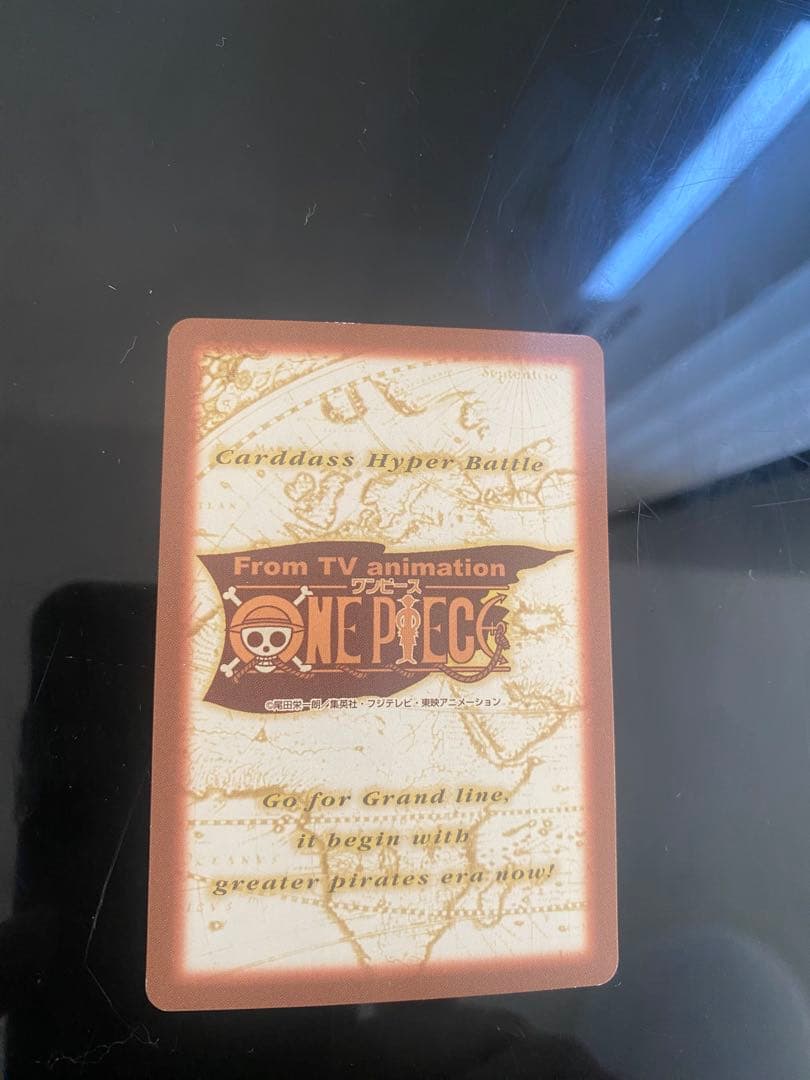 Septentrio
Carddass Hyper Battle
From TV animation
ワンピース
ONE PIECE
©尾田栄一郎/集英社・フジテレビ・東映アニメーション
Go for Grand line,
it begin with
greater pirates era now!